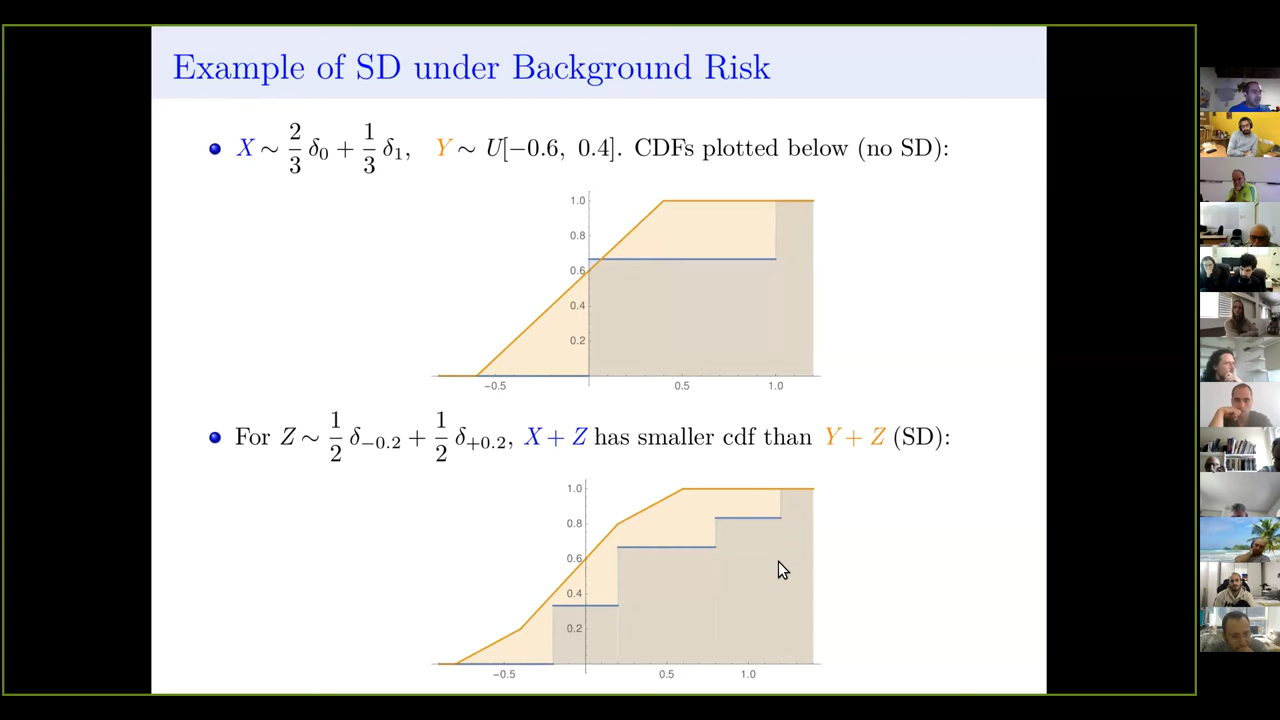 Example of SD under Background Risk
X ∼ 2/3 δ₀ + 1/3 δ₁, Y ∼ U[−0.6, 0.4]. CDFs plotted below (no SD):
1.0
0.8
0.6
0.4
0.2
−0.5 0.5 1.0
For Z ∼ 1/2 δ₋₀.₂ + 1/2 δ₊₀.₂, X + Z has smaller cdf than Y + Z (SD):
1.0
0.8
0.6
0.4
0.2
−0.5 0.5 1.0